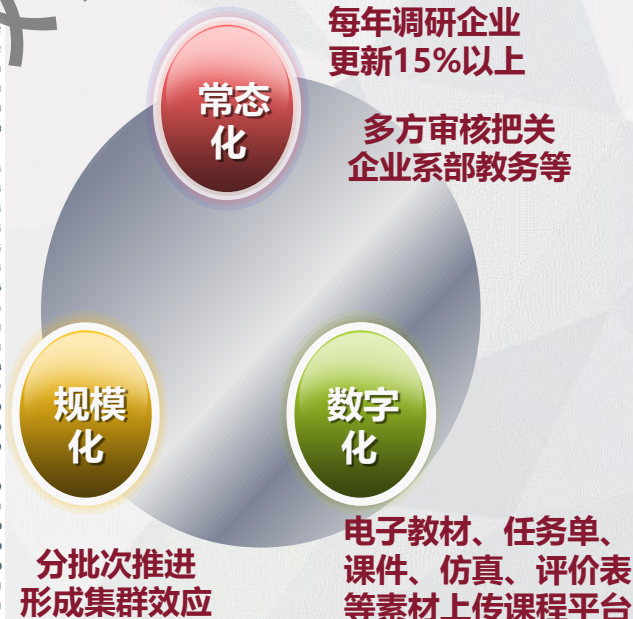 每年调研企业
更新15%以上
常态
化
多方审核把关
企业系部教务等
规模
化
数字
化
分批次推进
形成集群效应
电子教材、任务单、
课件、仿真、评价表
等素材上传课程平台